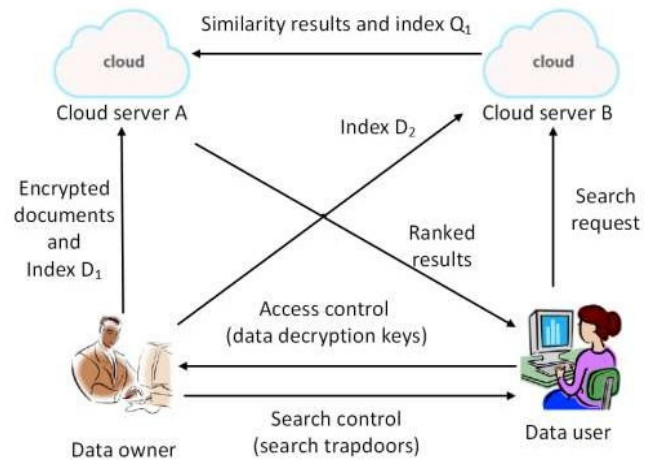 Similarity results and index Q₁
cloud
cloud
Cloud server A
Cloud server B
Index D₂
Encrypted
documents
and
Index D₁
Search
request
Ranked
results
Access control
(data decryption keys)
Search control
(search trapdoors)
Data owner
Data user